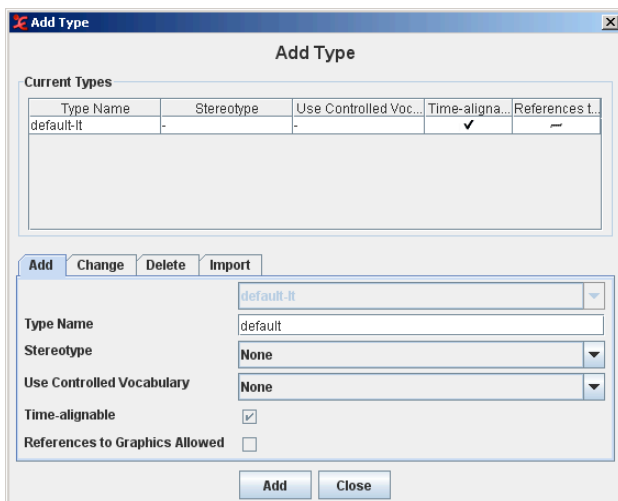 Add Type
Add Type
Current Types
Type Name Stereotype Use Controlled Voc... Time-aligna... References t...
default-lt - -
Add Change Delete Import
default-lt
Type Name default
Stereotype None
Use Controlled Vocabulary None
Time-alignable
References to Graphics Allowed
Add Close